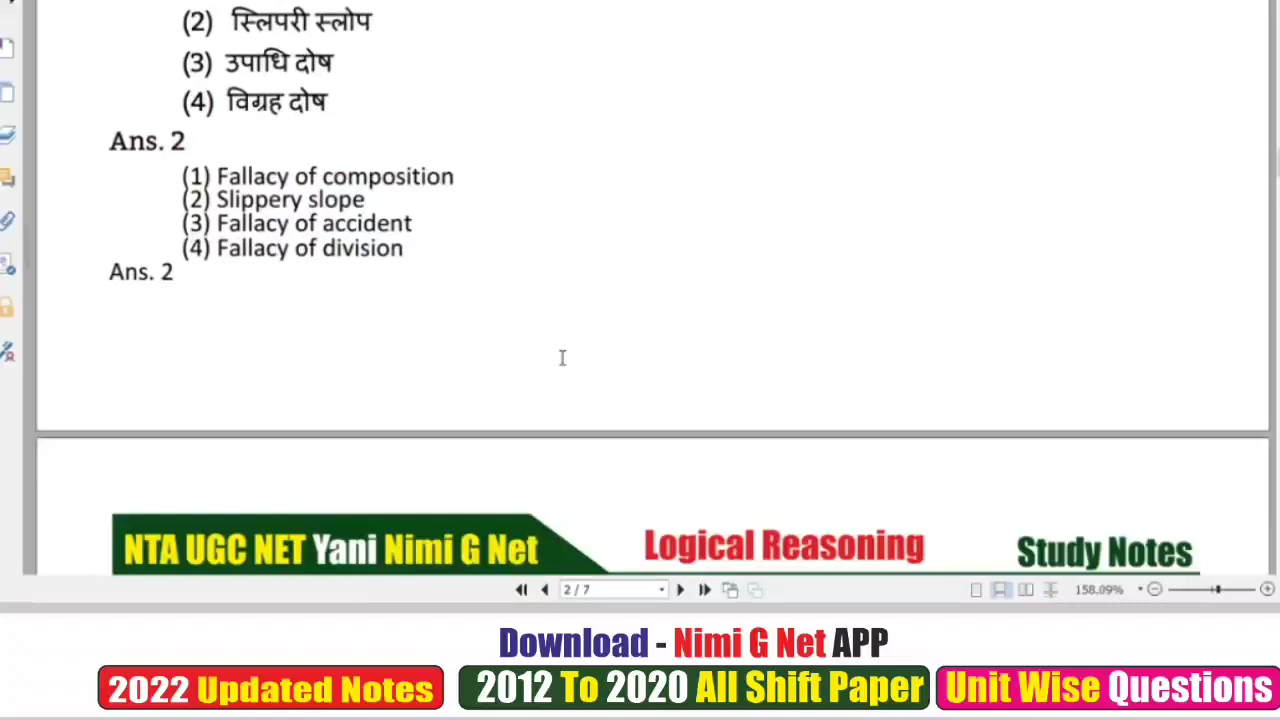 (2) स्लिपरी स्लोप
(3) उपाधि दोष
(4) विग्रह दोष
Ans. 2
(1) Fallacy of composition
(2) Slippery slope
(3) Fallacy of accident
(4) Fallacy of division
Ans. 2
NTA UGC NET Yani Nimi G Net Logical Reasoning Study Notes
2 / 7 158.09%
Download - Nimi G Net APP
2022 Updated Notes 2012 To 2020 All Shift Paper Unit Wise Questions